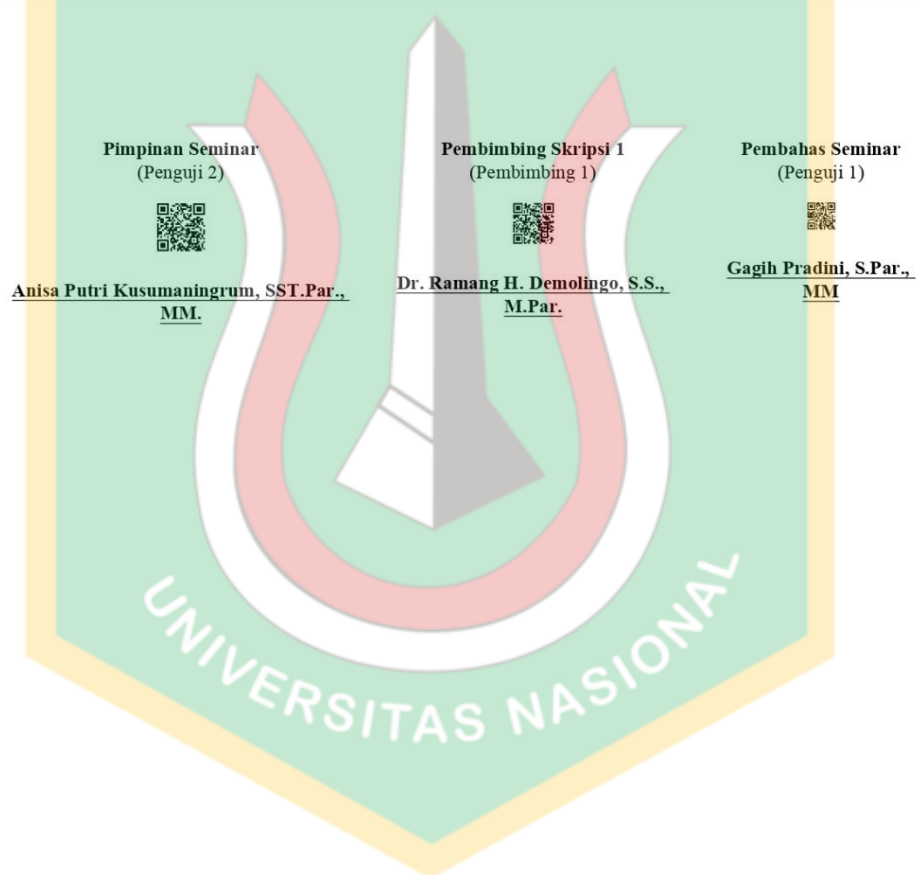 Pimpinan Seminar
(Penguji 2)
Anisa Putri Kusumaningrum, SST.Par.,
MM.
Pembimbing Skripsi 1
(Pembimbing 1)
Dr. Ramang H. Demolingo, S.S.,
M.Par.
Pembahas Seminar
(Penguji 1)
Gagih Pradini, S.Par.,
MM
UNIVERSITAS NASIONAL